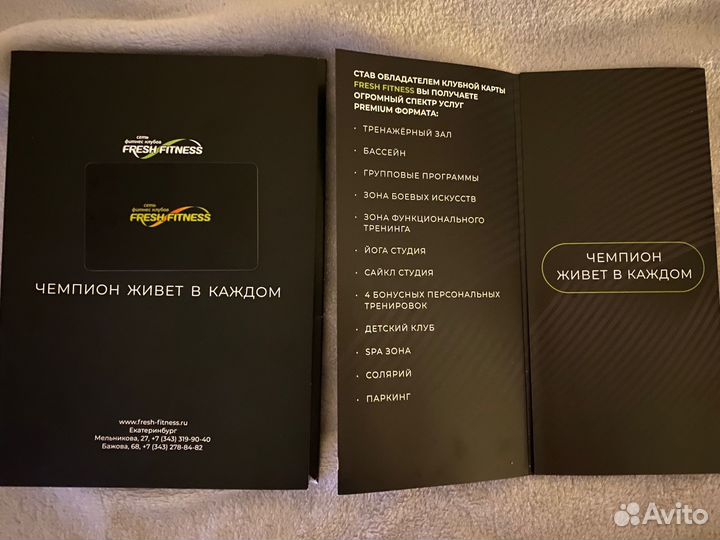 сеть
фитнес клубов
FRESH FITNESS
сеть
фитнес клубов
FRESH FITNESS
ЧЕМПИОН ЖИВЕТ В КАЖДОМ
www.fresh-fitness.ru
Екатеринбург
Мельникова, 27, +7 (343) 319-90-40
Бажова, 68, +7 (343) 278-84-82
СТАВ ОБЛАДАТЕЛЕМ КЛУБНОЙ КАРТЫ
FRESH FITNESS ВЫ ПОЛУЧАЕТЕ
ОГРОМНЫЙ СПЕКТР УСЛУГ
PREMIUM ФОРМАТА:
• ТРЕНАЖЁРНЫЙ ЗАЛ
• БАССЕЙН
• ГРУППОВЫЕ ПРОГРАММЫ
• ЗОНА БОЕВЫХ ИСКУССТВ
• ЗОНА ФУНКЦИОНАЛЬНОГО
ТРЕНИНГА
• ЙОГА СТУДИЯ
• САЙКЛ СТУДИЯ
• 4 БОНУСНЫХ ПЕРСОНАЛЬНЫХ
ТРЕНИРОВОК
• ДЕТСКИЙ КЛУБ
• SPA ЗОНА
• СОЛЯРИЙ
• ПАРКИНГ
ЧЕМПИОН
ЖИВЕТ В КАЖДОМ
Avito